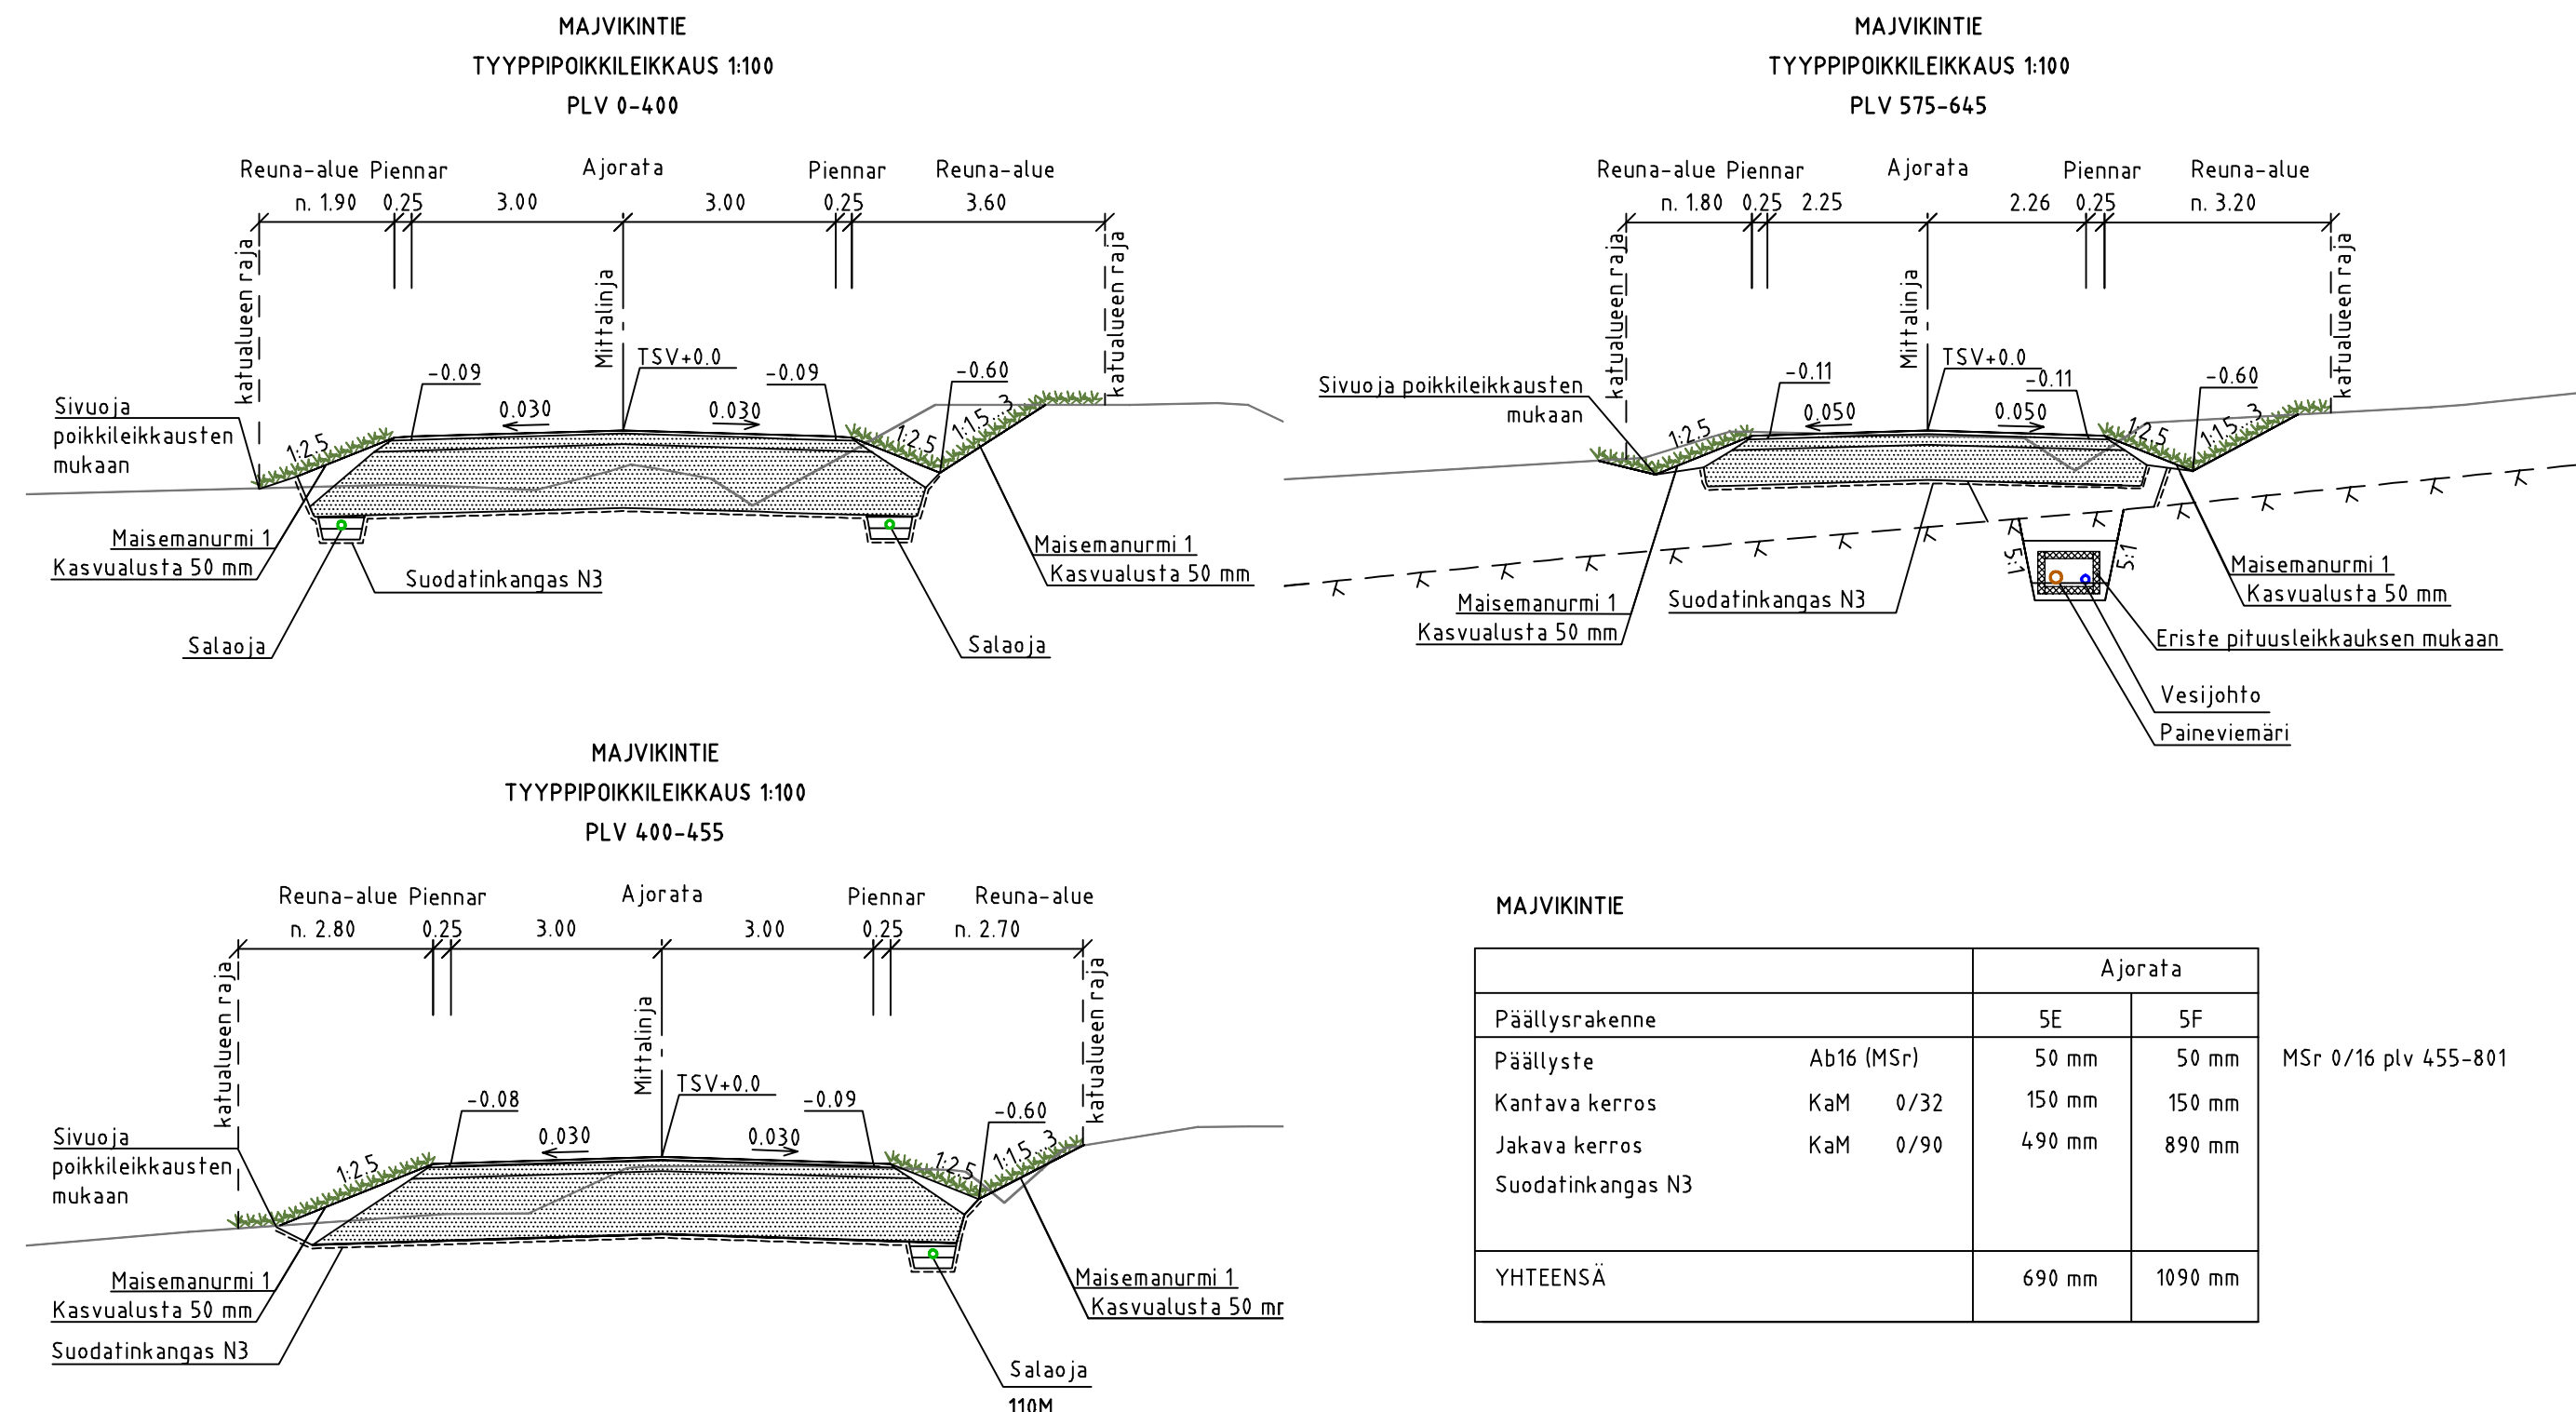 MAJVIKINTIE
TYYPPIPOIKKILEIKKAUS 1:100
PLV 0-400
Reuna-alue Piennar Ajorata Piennar Reuna-alue
n. 1.90 0.25 3.00 3.00 0.25 3.60
katualueen raja
Mittalinja
katualueen raja
TSV+0.0
-0.09
-0.09
-0.60
0.030
0.030
1:2.5
1:2.5
1:1.5...3
Sivuoja
poikkileikkausten
mukaan
Maisemanurmi 1
Kasvualusta 50 mm
Suodatinkangas N3
Salaoja
Salaoja
Maisemanurmi 1
Kasvualusta 50 mm
MAJVIKINTIE
TYYPPIPOIKKILEIKKAUS 1:100
PLV 575-645
Reuna-alue Piennar Ajorata Piennar Reuna-alue
n. 1.80 0.25 2.25 2.26 0.25 n. 3.20
katualueen raja
Mittalinja
katualueen raja
TSV+0.0
-0.11
-0.11
-0.60
0.050
0.050
1:2.5
1:2.5
1:1.5...3
Sivuoja poikkileikkausten
mukaan
5:1
5:1
Maisemanurmi 1
Kasvualusta 50 mm
Suodatinkangas N3
Maisemanurmi 1
Kasvualusta 50 mm
Eriste pituusleikkauksen mukaan
Vesijohto
Paineviemäri
MAJVIKINTIE
TYYPPIPOIKKILEIKKAUS 1:100
PLV 400-455
Reuna-alue Piennar Ajorata Piennar Reuna-alue
n. 2.80 0.25 3.00 3.00 0.25 n. 2.70
katualueen raja
Mittalinja
katualueen raja
TSV+0.0
-0.08
-0.09
-0.60
0.030
0.030
1:2.5
1:2.5
1:1.5...3
Sivuoja
poikkileikkausten
mukaan
Maisemanurmi 1
Kasvualusta 50 mm
Suodatinkangas N3
Maisemanurmi 1
Kasvualusta 50 mr
Salaoja
110M
MAJVIKINTIE
Ajorata
Päällysrakenne 5E 5F
Päällyste Ab16 (MSr) 50 mm 50 mm MSr 0/16 plv 455-801
Kantava kerros KaM 0/32 150 mm 150 mm
Jakava kerros KaM 0/90 490 mm 890 mm
Suodatinkangas N3
YHTEENSÄ 690 mm 1090 mm